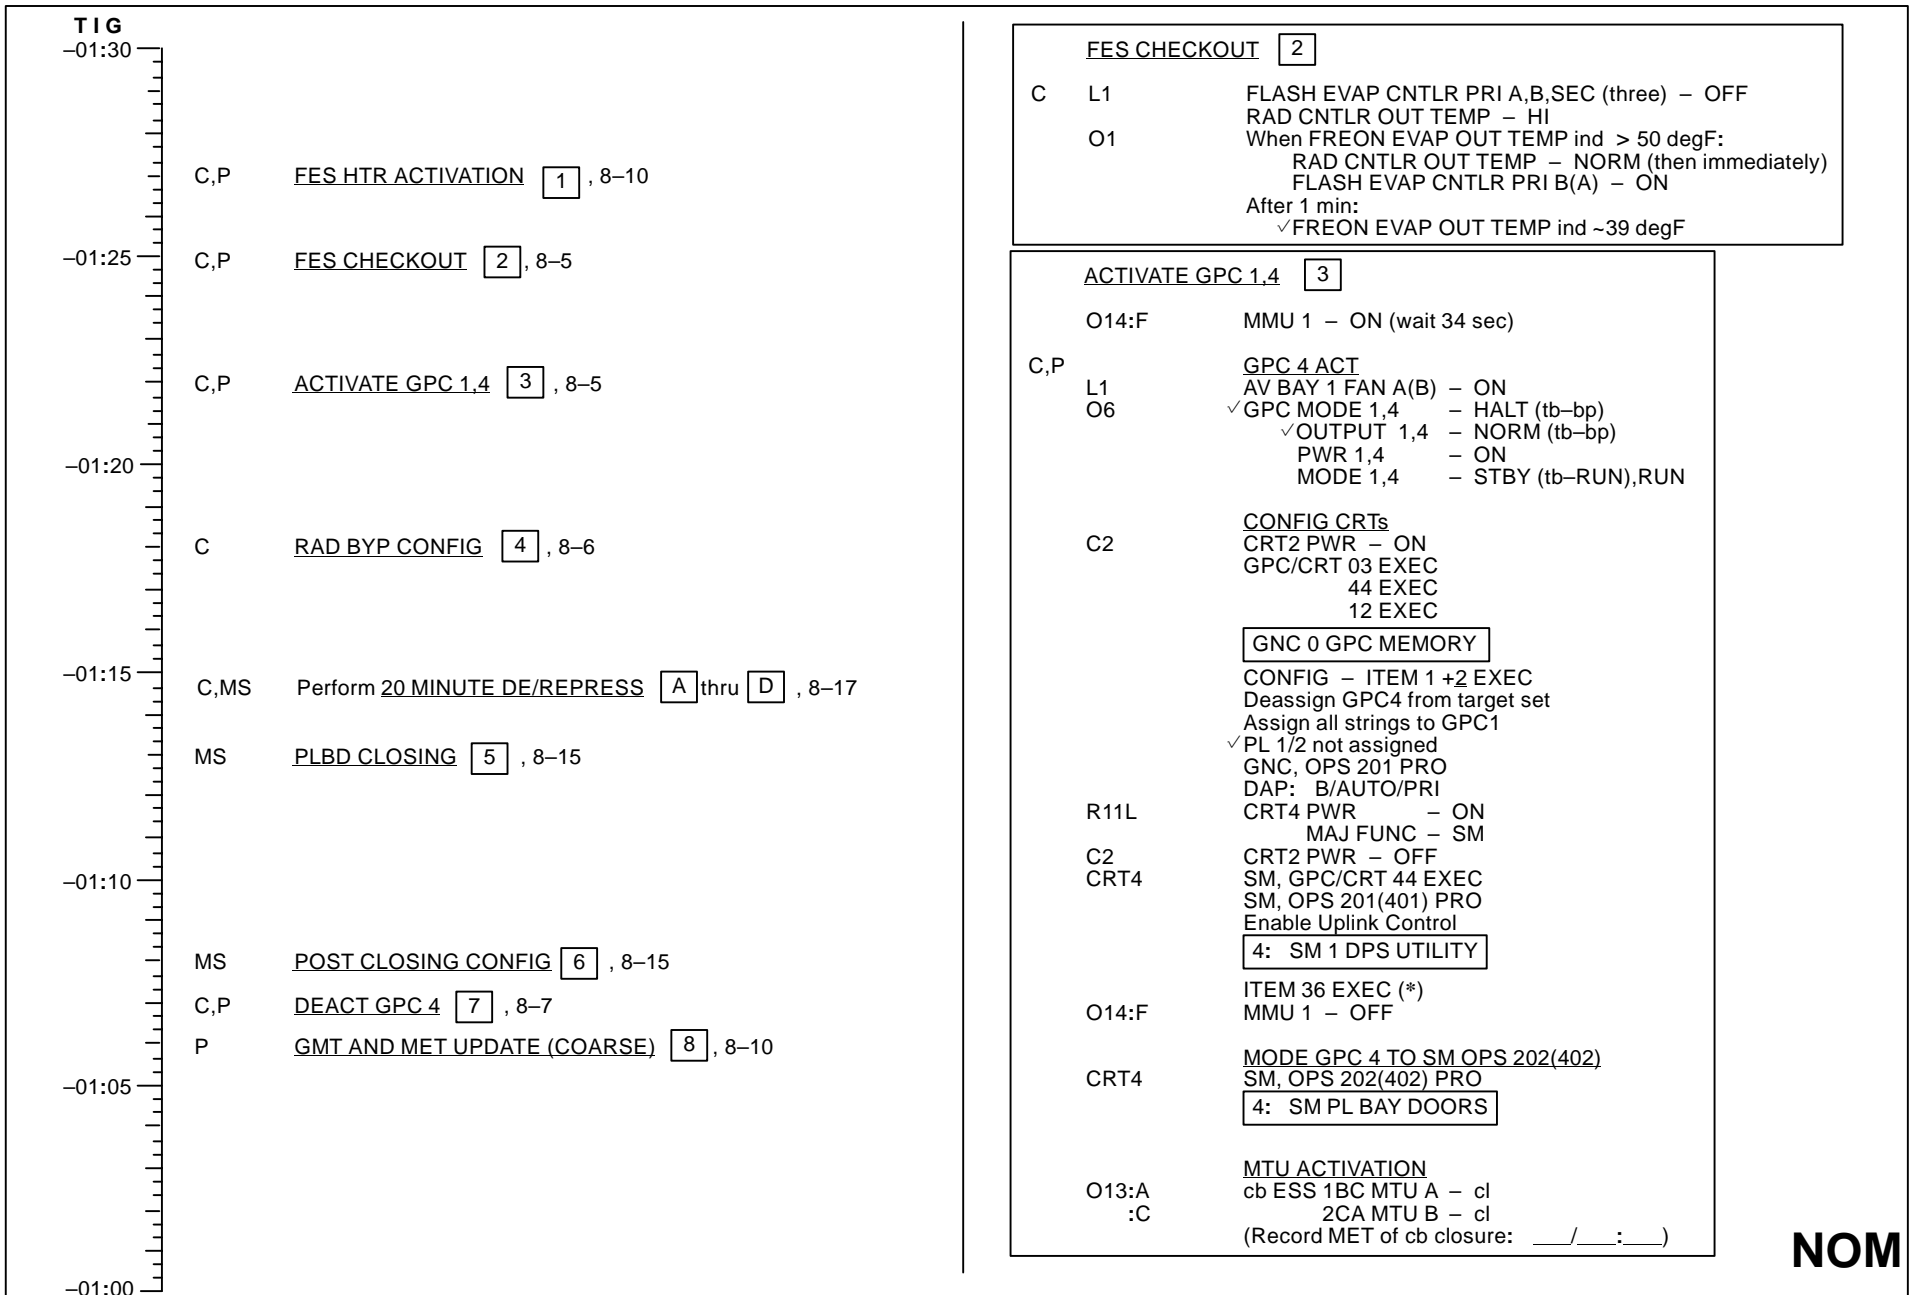 TIG
–01:30
C,P FES HTR ACTIVATION 1 , 8–10
–01:25
C,P FES CHECKOUT 2 , 8–5
C,P ACTIVATE GPC 1,4 3 , 8–5
–01:20
C RAD BYP CONFIG 4 , 8–6
–01:15
C,MS Perform 20 MINUTE DE/REPRESS A thru D , 8–17
MS PLBD CLOSING 5 , 8–15
–01:10
MS POST CLOSING CONFIG 6 , 8–15
C,P DEACT GPC 4 7 , 8–7
P GMT AND MET UPDATE (COARSE) 8 , 8–10
–01:05
–01:00
FES CHECKOUT 2
C L1 FLASH EVAP CNTLR PRI A,B,SEC (three) – OFF
RAD CNTLR OUT TEMP – HI
O1 When FREON EVAP OUT TEMP ind > 50 degF:
RAD CNTLR OUT TEMP – NORM (then immediately)
FLASH EVAP CNTLR PRI B(A) – ON
After 1 min:
✓FREON EVAP OUT TEMP ind ~39 degF
ACTIVATE GPC 1,4 3
O14:F MMU 1 – ON (wait 34 sec)
C,P GPC 4 ACT
L1 AV BAY 1 FAN A(B) – ON
O6 ✓GPC MODE 1,4 – HALT (tb–bp)
✓OUTPUT 1,4 – NORM (tb–bp)
PWR 1,4 – ON
MODE 1,4 – STBY (tb–RUN),RUN
CONFIG CRTs
C2 CRT2 PWR – ON
GPC/CRT 03 EXEC
44 EXEC
12 EXEC
GNC 0 GPC MEMORY
CONFIG – ITEM 1 +2 EXEC
Deassign GPC4 from target set
Assign all strings to GPC1
✓PL 1/2 not assigned
GNC, OPS 201 PRO
DAP: B/AUTO/PRI
R11L CRT4 PWR – ON
MAJ FUNC – SM
C2 CRT2 PWR – OFF
CRT4 SM, GPC/CRT 44 EXEC
SM, OPS 201(401) PRO
Enable Uplink Control
4: SM 1 DPS UTILITY
ITEM 36 EXEC (*)
O14:F MMU 1 – OFF
MODE GPC 4 TO SM OPS 202(402)
CRT4 SM, OPS 202(402) PRO
4: SM PL BAY DOORS
MTU ACTIVATION
O13:A cb ESS 1BC MTU A – cl
:C 2CA MTU B – cl
(Record MET of cb closure: ___/___:___)
NOM